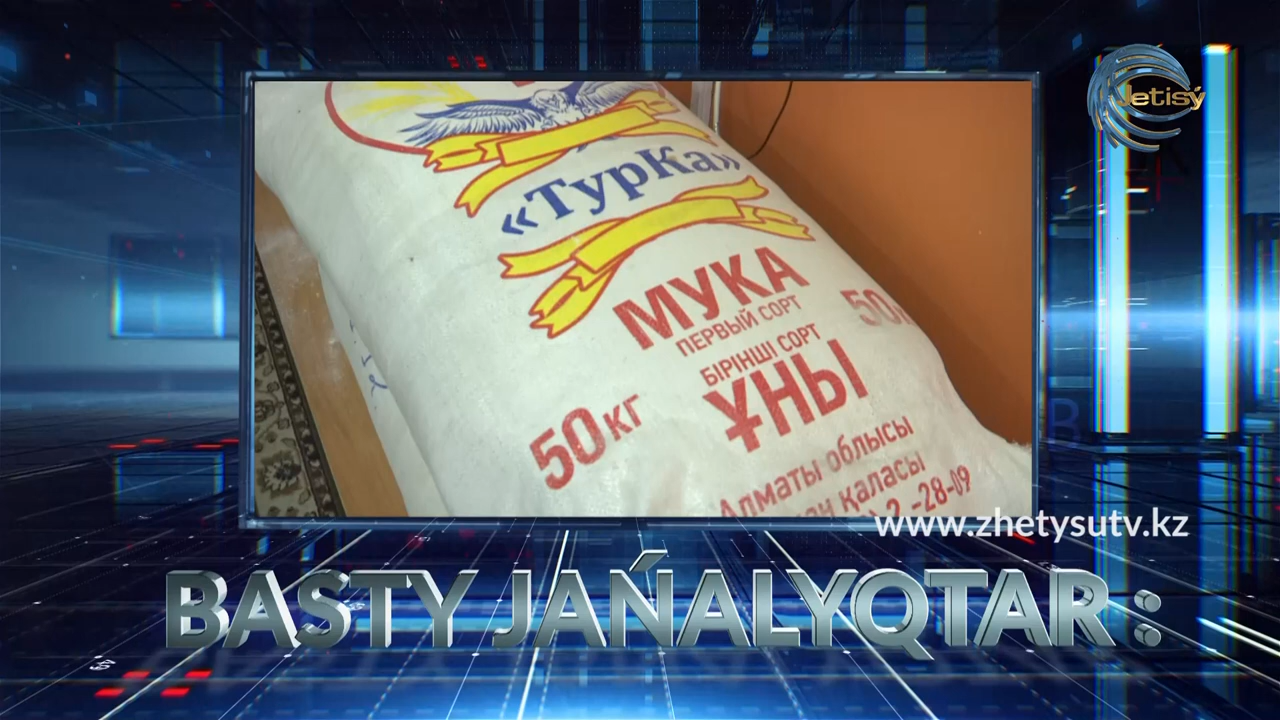 Jetisý
«ТурКа»
МУКА
ПЕРВЫЙ СОРТ
БІРІНШІ СОРТ
ҰНЫ
50кг
Алматы облысы
қаласы
2-28-09
www.zhetysutv.kz
BASTY JAŃALYQTAR :